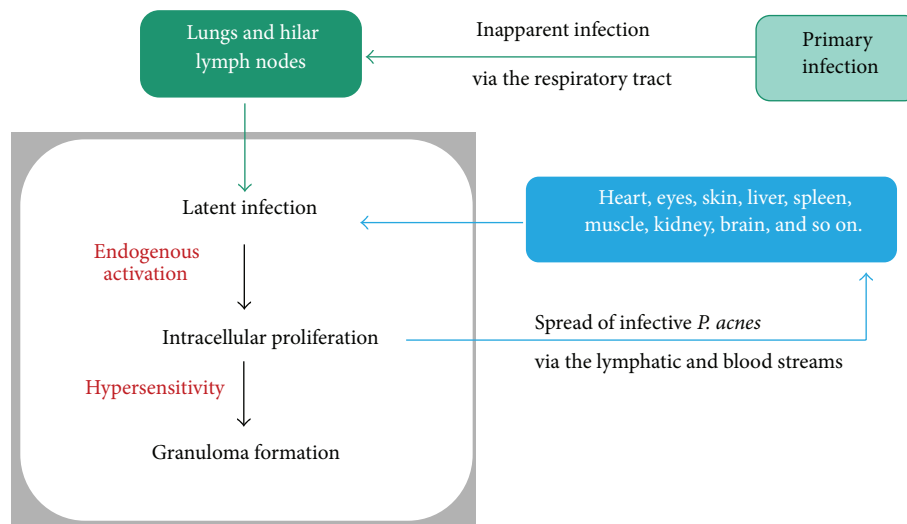 Lungs and hilar
lymph nodes
Inapparent infection
via the respiratory tract
Primary
infection
Latent infection
Endogenous
activation
Intracellular proliferation
Hypersensitivity
Granuloma formation
Heart, eyes, skin, liver, spleen,
muscle, kidney, brain, and so on.
Spread of infective P. acnes
via the lymphatic and blood streams